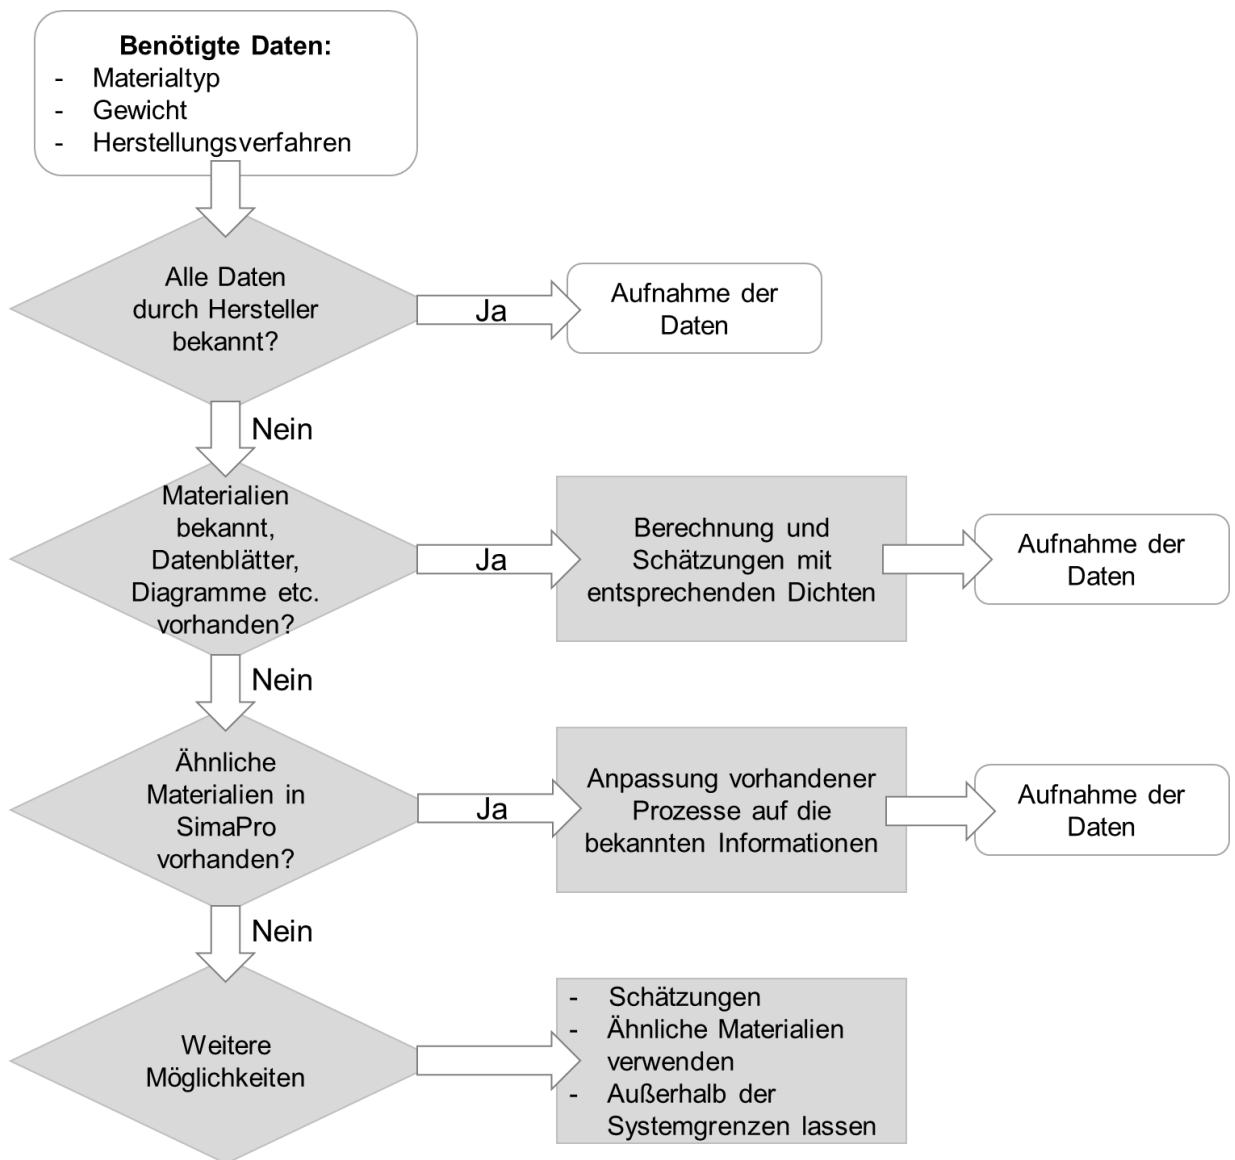 Benötigte Daten:
- Materialtyp
- Gewicht
- Herstellungsverfahren
Alle Daten
durch Hersteller
bekannt?
Ja
Aufnahme der
Daten
Nein
Materialien
bekannt,
Datenblätter,
Diagramme etc.
vorhanden?
Ja
Berechnung und
Schätzungen mit
entsprechenden Dichten
Aufnahme der
Daten
Nein
Ähnliche
Materialien in
SimaPro
vorhanden?
Ja
Anpassung vorhandener
Prozesse auf die
bekannten Informationen
Aufnahme der
Daten
Nein
Weitere
Möglichkeiten
- Schätzungen
- Ähnliche Materialien
verwenden
- Außerhalb der
Systemgrenzen lassen